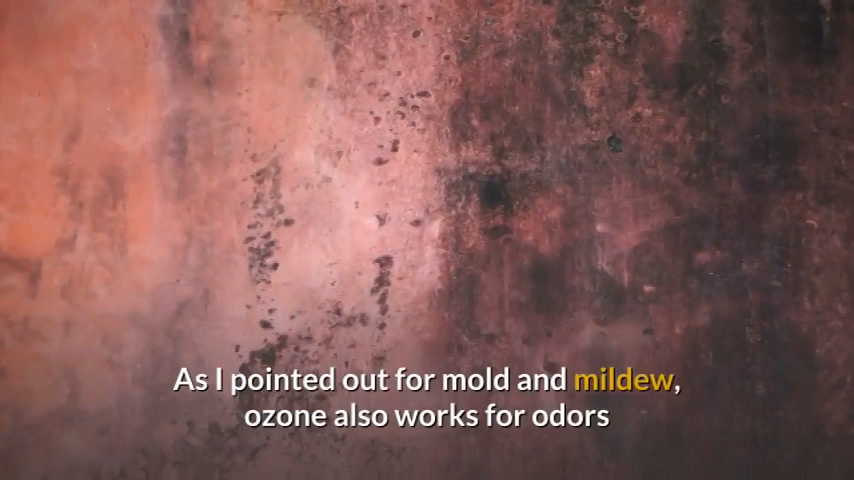 As I pointed out for mold and mildew,
ozone also works for odors